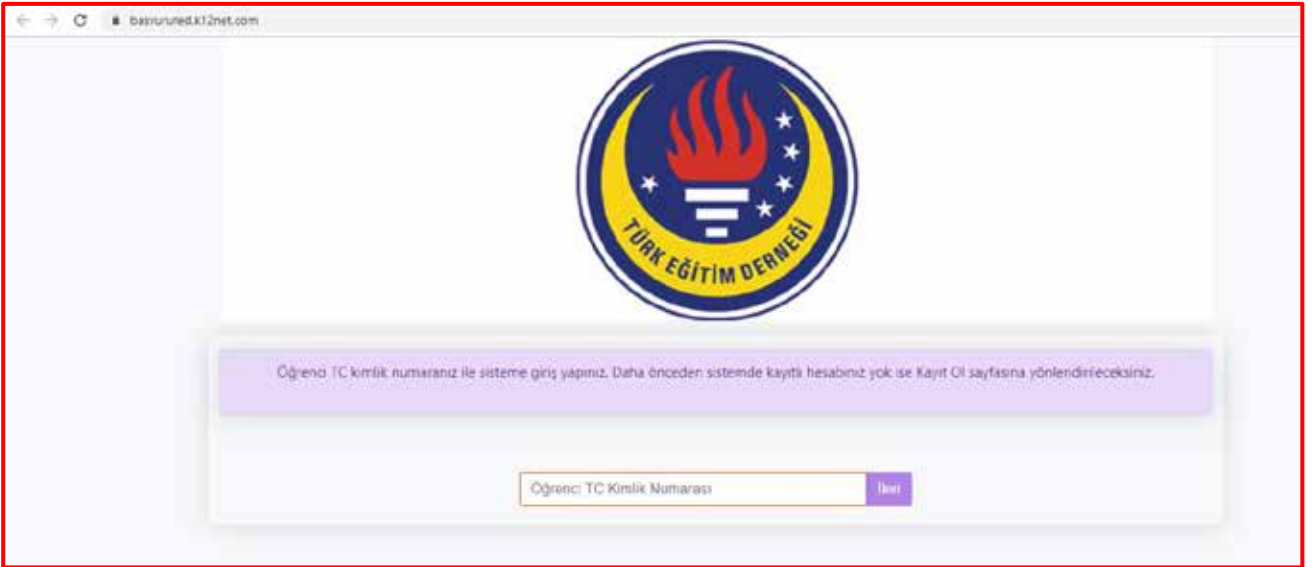 basvuruted.k12net.com
TÜRK EĞİTİM DERNEĞİ
Öğrenci TC kimlik numaranız ile sisteme giriş yapınız. Daha önceden sistemde kayıtlı hesabınız yok ise Kayıt Ol sayfasına yönlendirileceksiniz.
Öğrenci TC Kimlik Numarası İleri